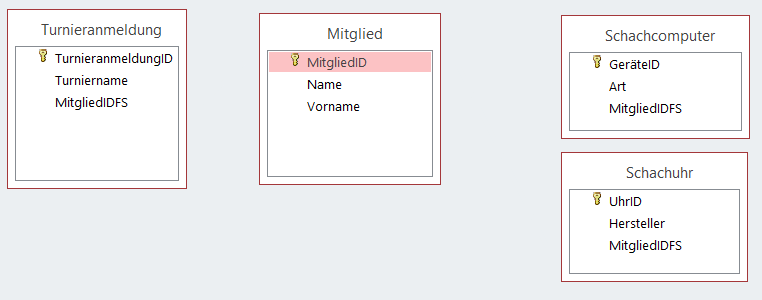 Turnieranmeldung
TurnieranmeldungID
Turniername
MitgliedIDFS
Mitglied
MitgliedID
Name
Vorname
Schachcomputer
GeräteID
Art
MitgliedIDFS
Schachuhr
UhrID
Hersteller
MitgliedIDFS